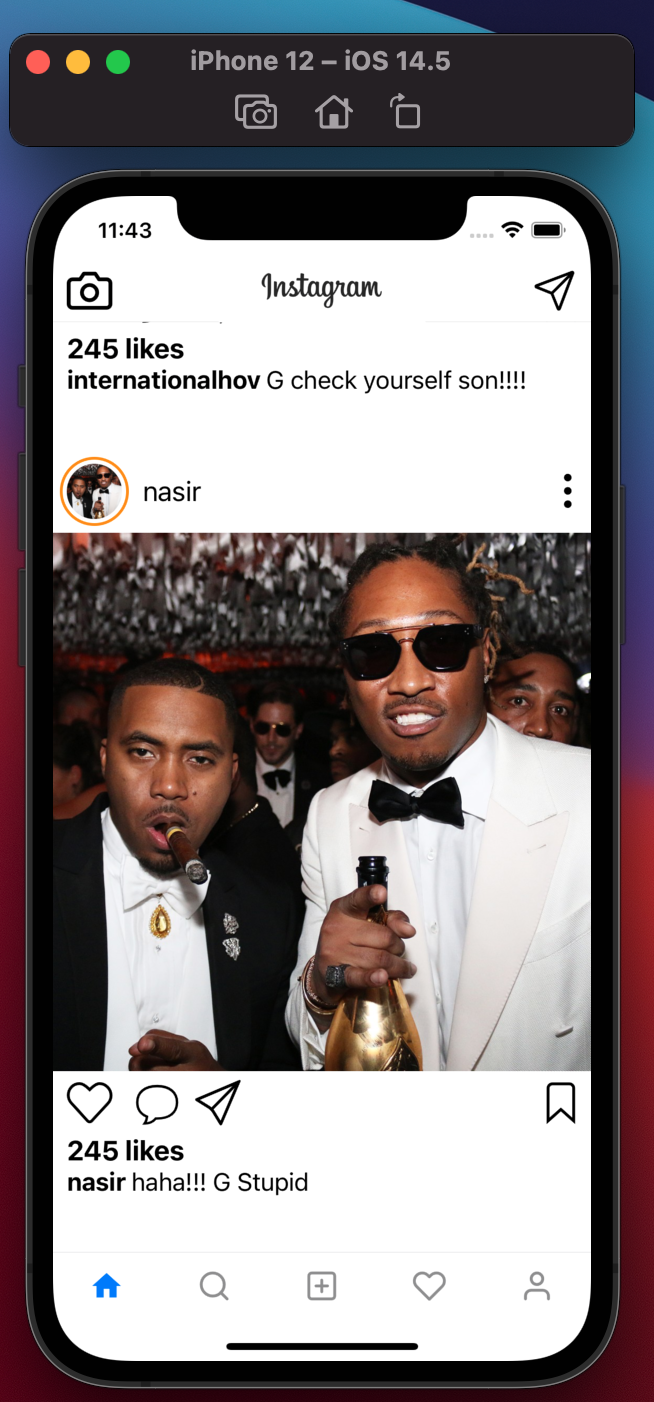 iPhone 12 – iOS 14.5
11:43
Instagram
245 likes
internationalhov G check yourself son!!!!
nasir
245 likes
nasir haha!!! G Stupid